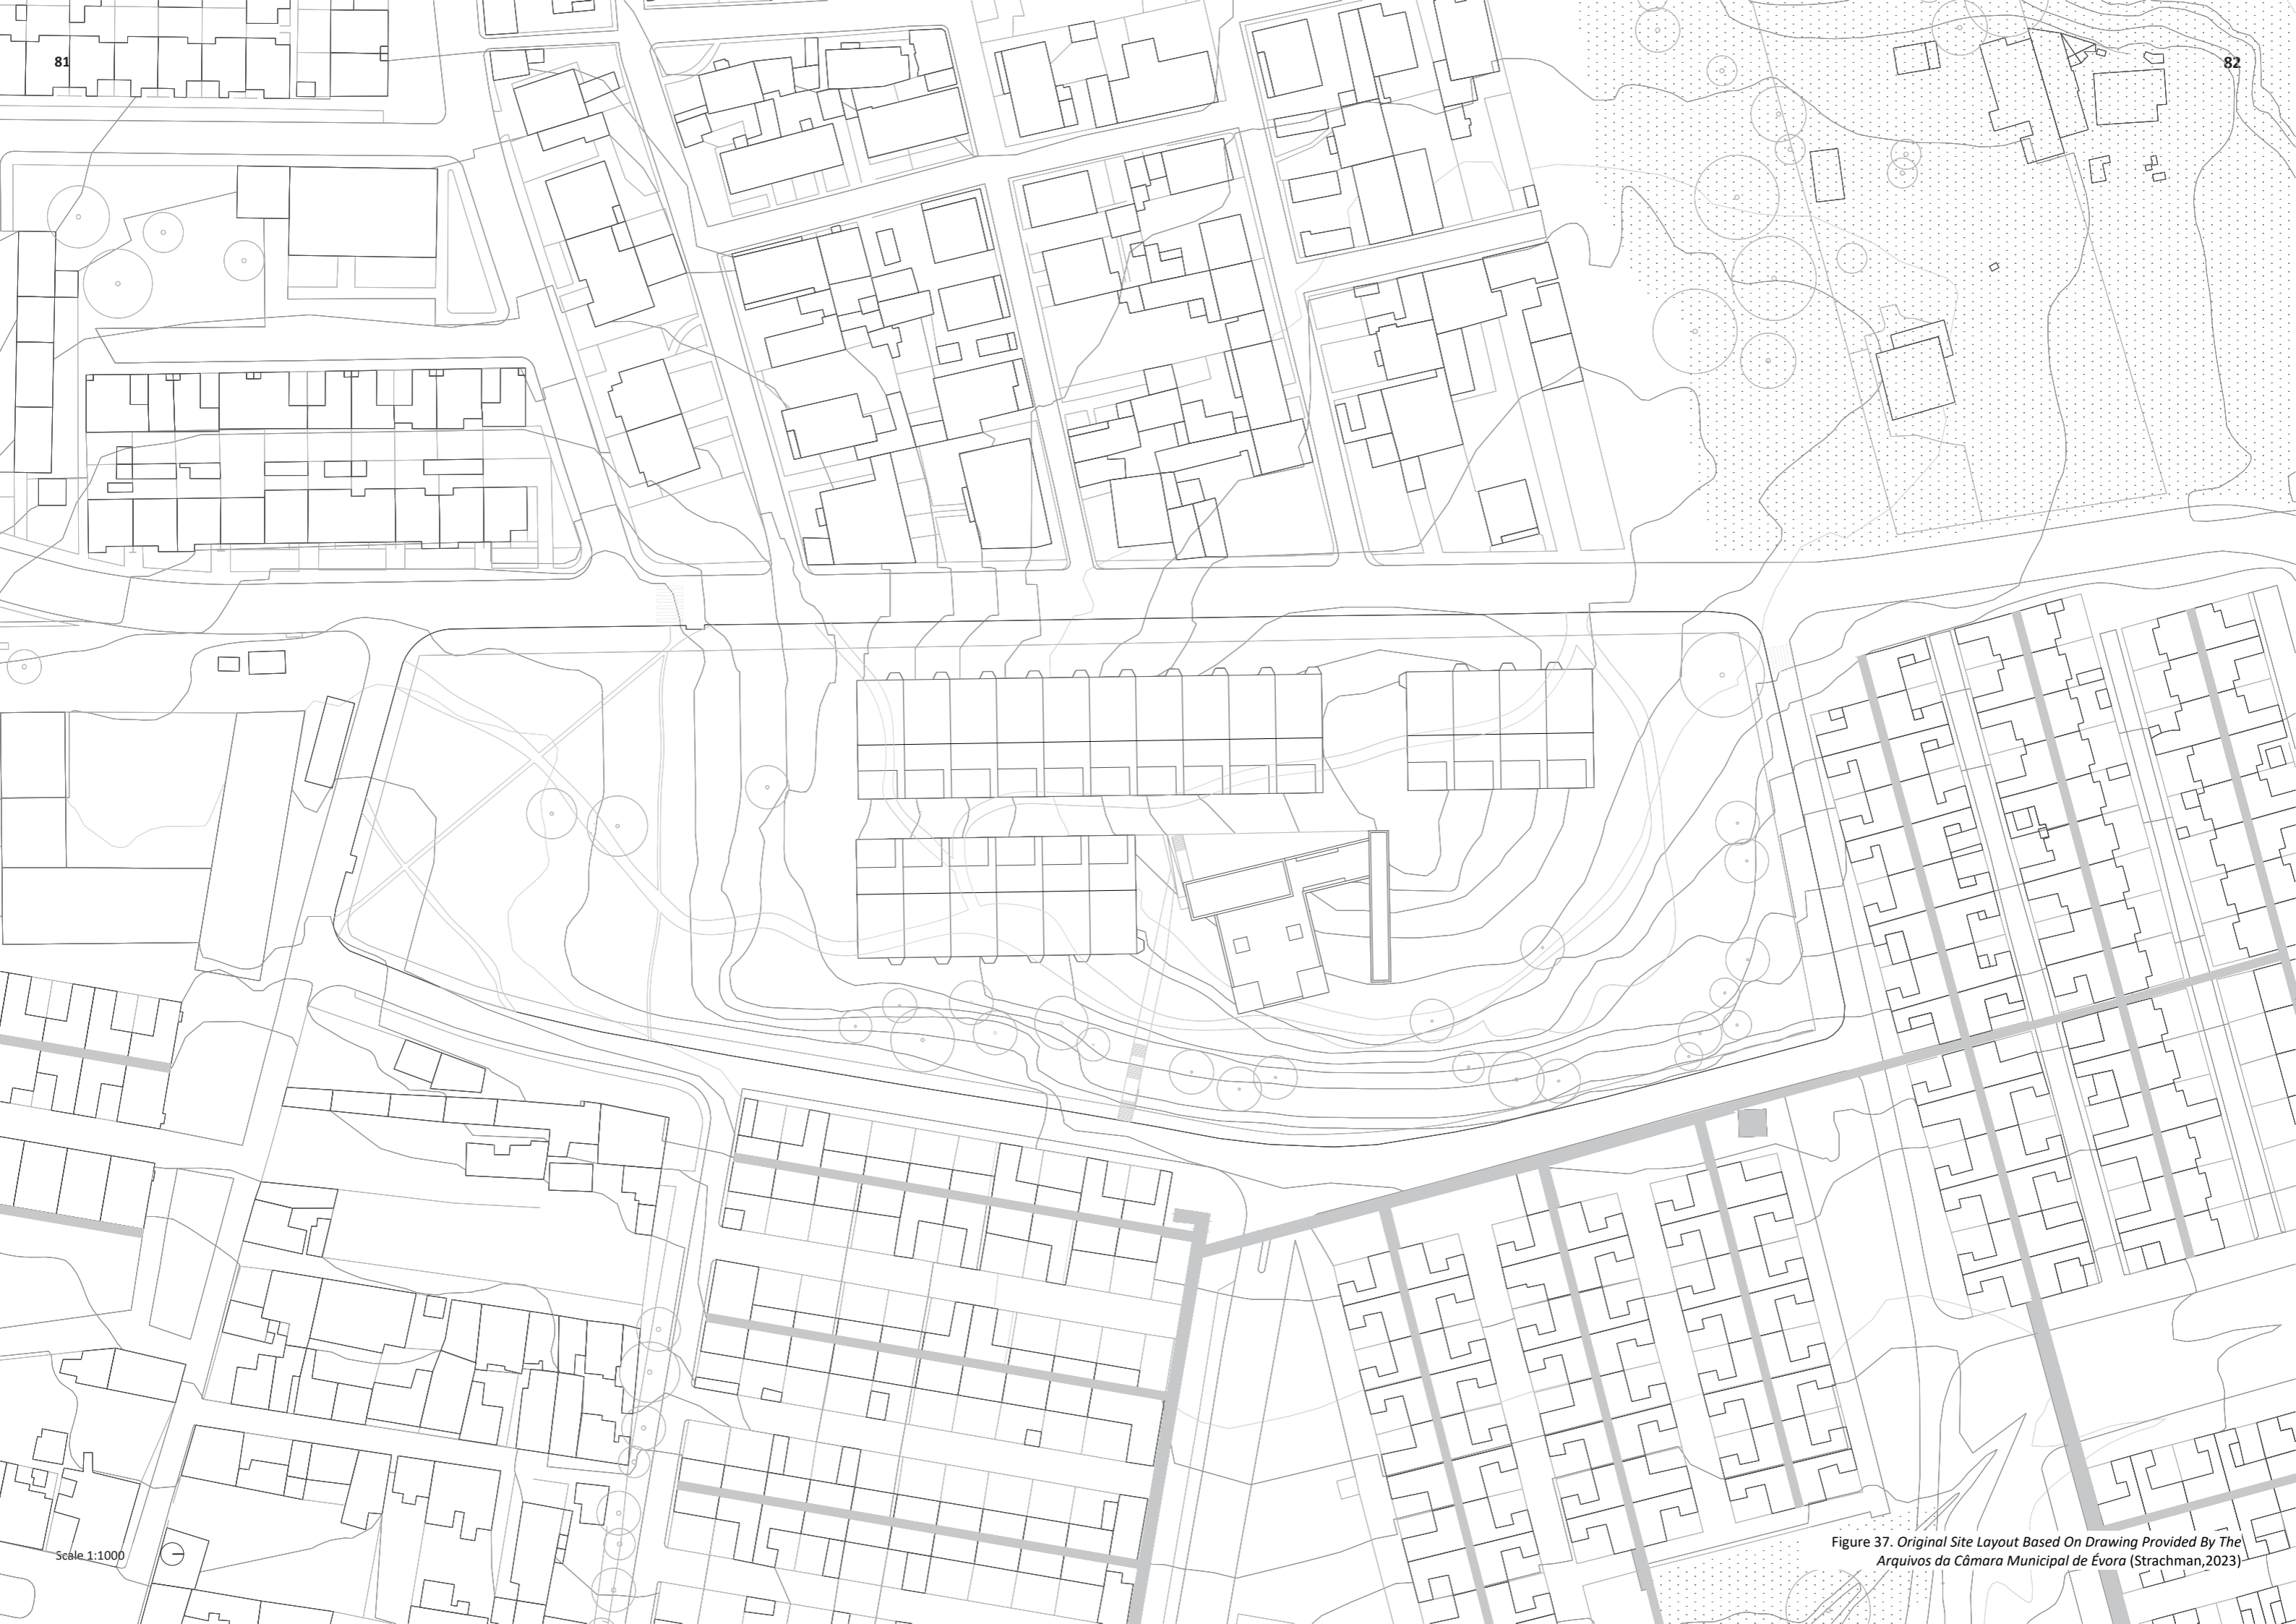 81
82
Scale 1:1000
Figure 37. Original Site Layout Based On Drawing Provided By The
Arquivos da Câmara Municipal de Évora (Strachman,2023)